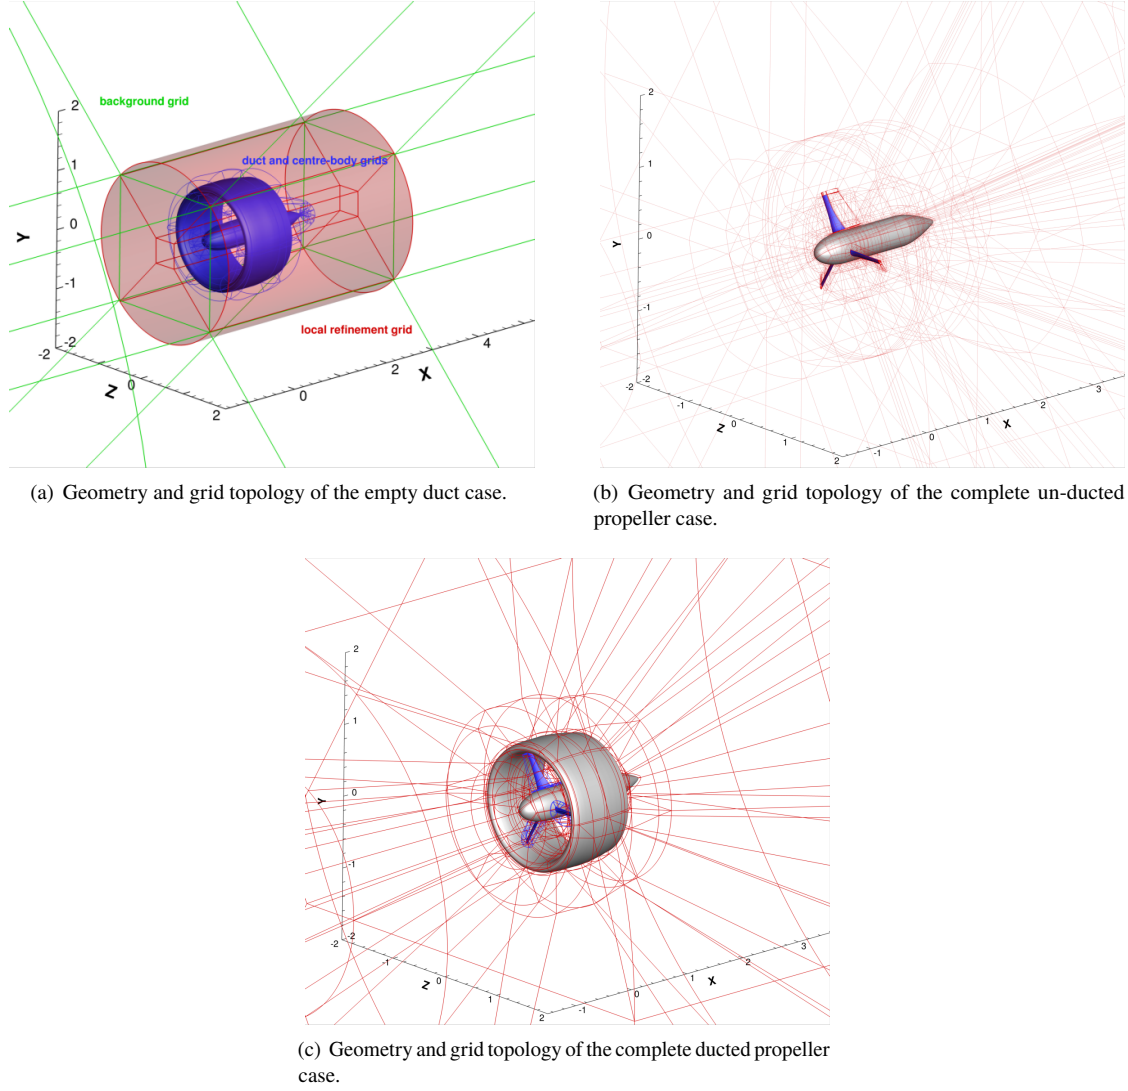 background grid
duct and centre-body grids
local refinement grid
2
1
0
-1
-2
Y
-2
0
2
Z
0
2
4
X
(a) Geometry and grid topology of the empty duct case.
2
1
0
-1
-2
Y
-2
-1
0
1
2
Z
-1
0
1
2
3
X
(b) Geometry and grid topology of the complete un-ducted
propeller case.
2
1
0
-1
-2
Y
-2
-1
0
1
2
Z
-1
0
1
2
3
X
(c) Geometry and grid topology of the complete ducted propeller
case.